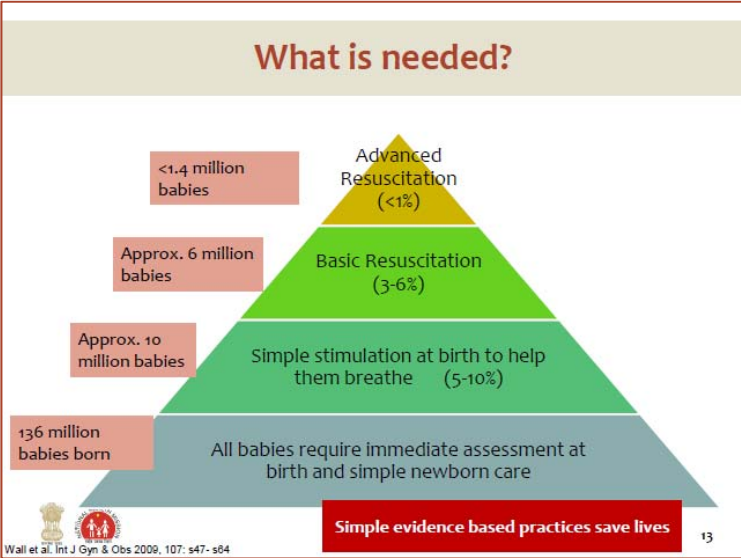 What is needed?
<1.4 million
babies
Advanced
Resuscitation
(<1%)
Approx. 6 million
babies
Basic Resuscitation
(3-6%)
Approx. 10
million babies
Simple stimulation at birth to help
them breathe (5-10%)
136 million
babies born
All babies require immediate assessment at
birth and simple newborn care
Simple evidence based practices save lives
13
Wall et al. Int J Gyn & Obs 2009, 107: s47- s64